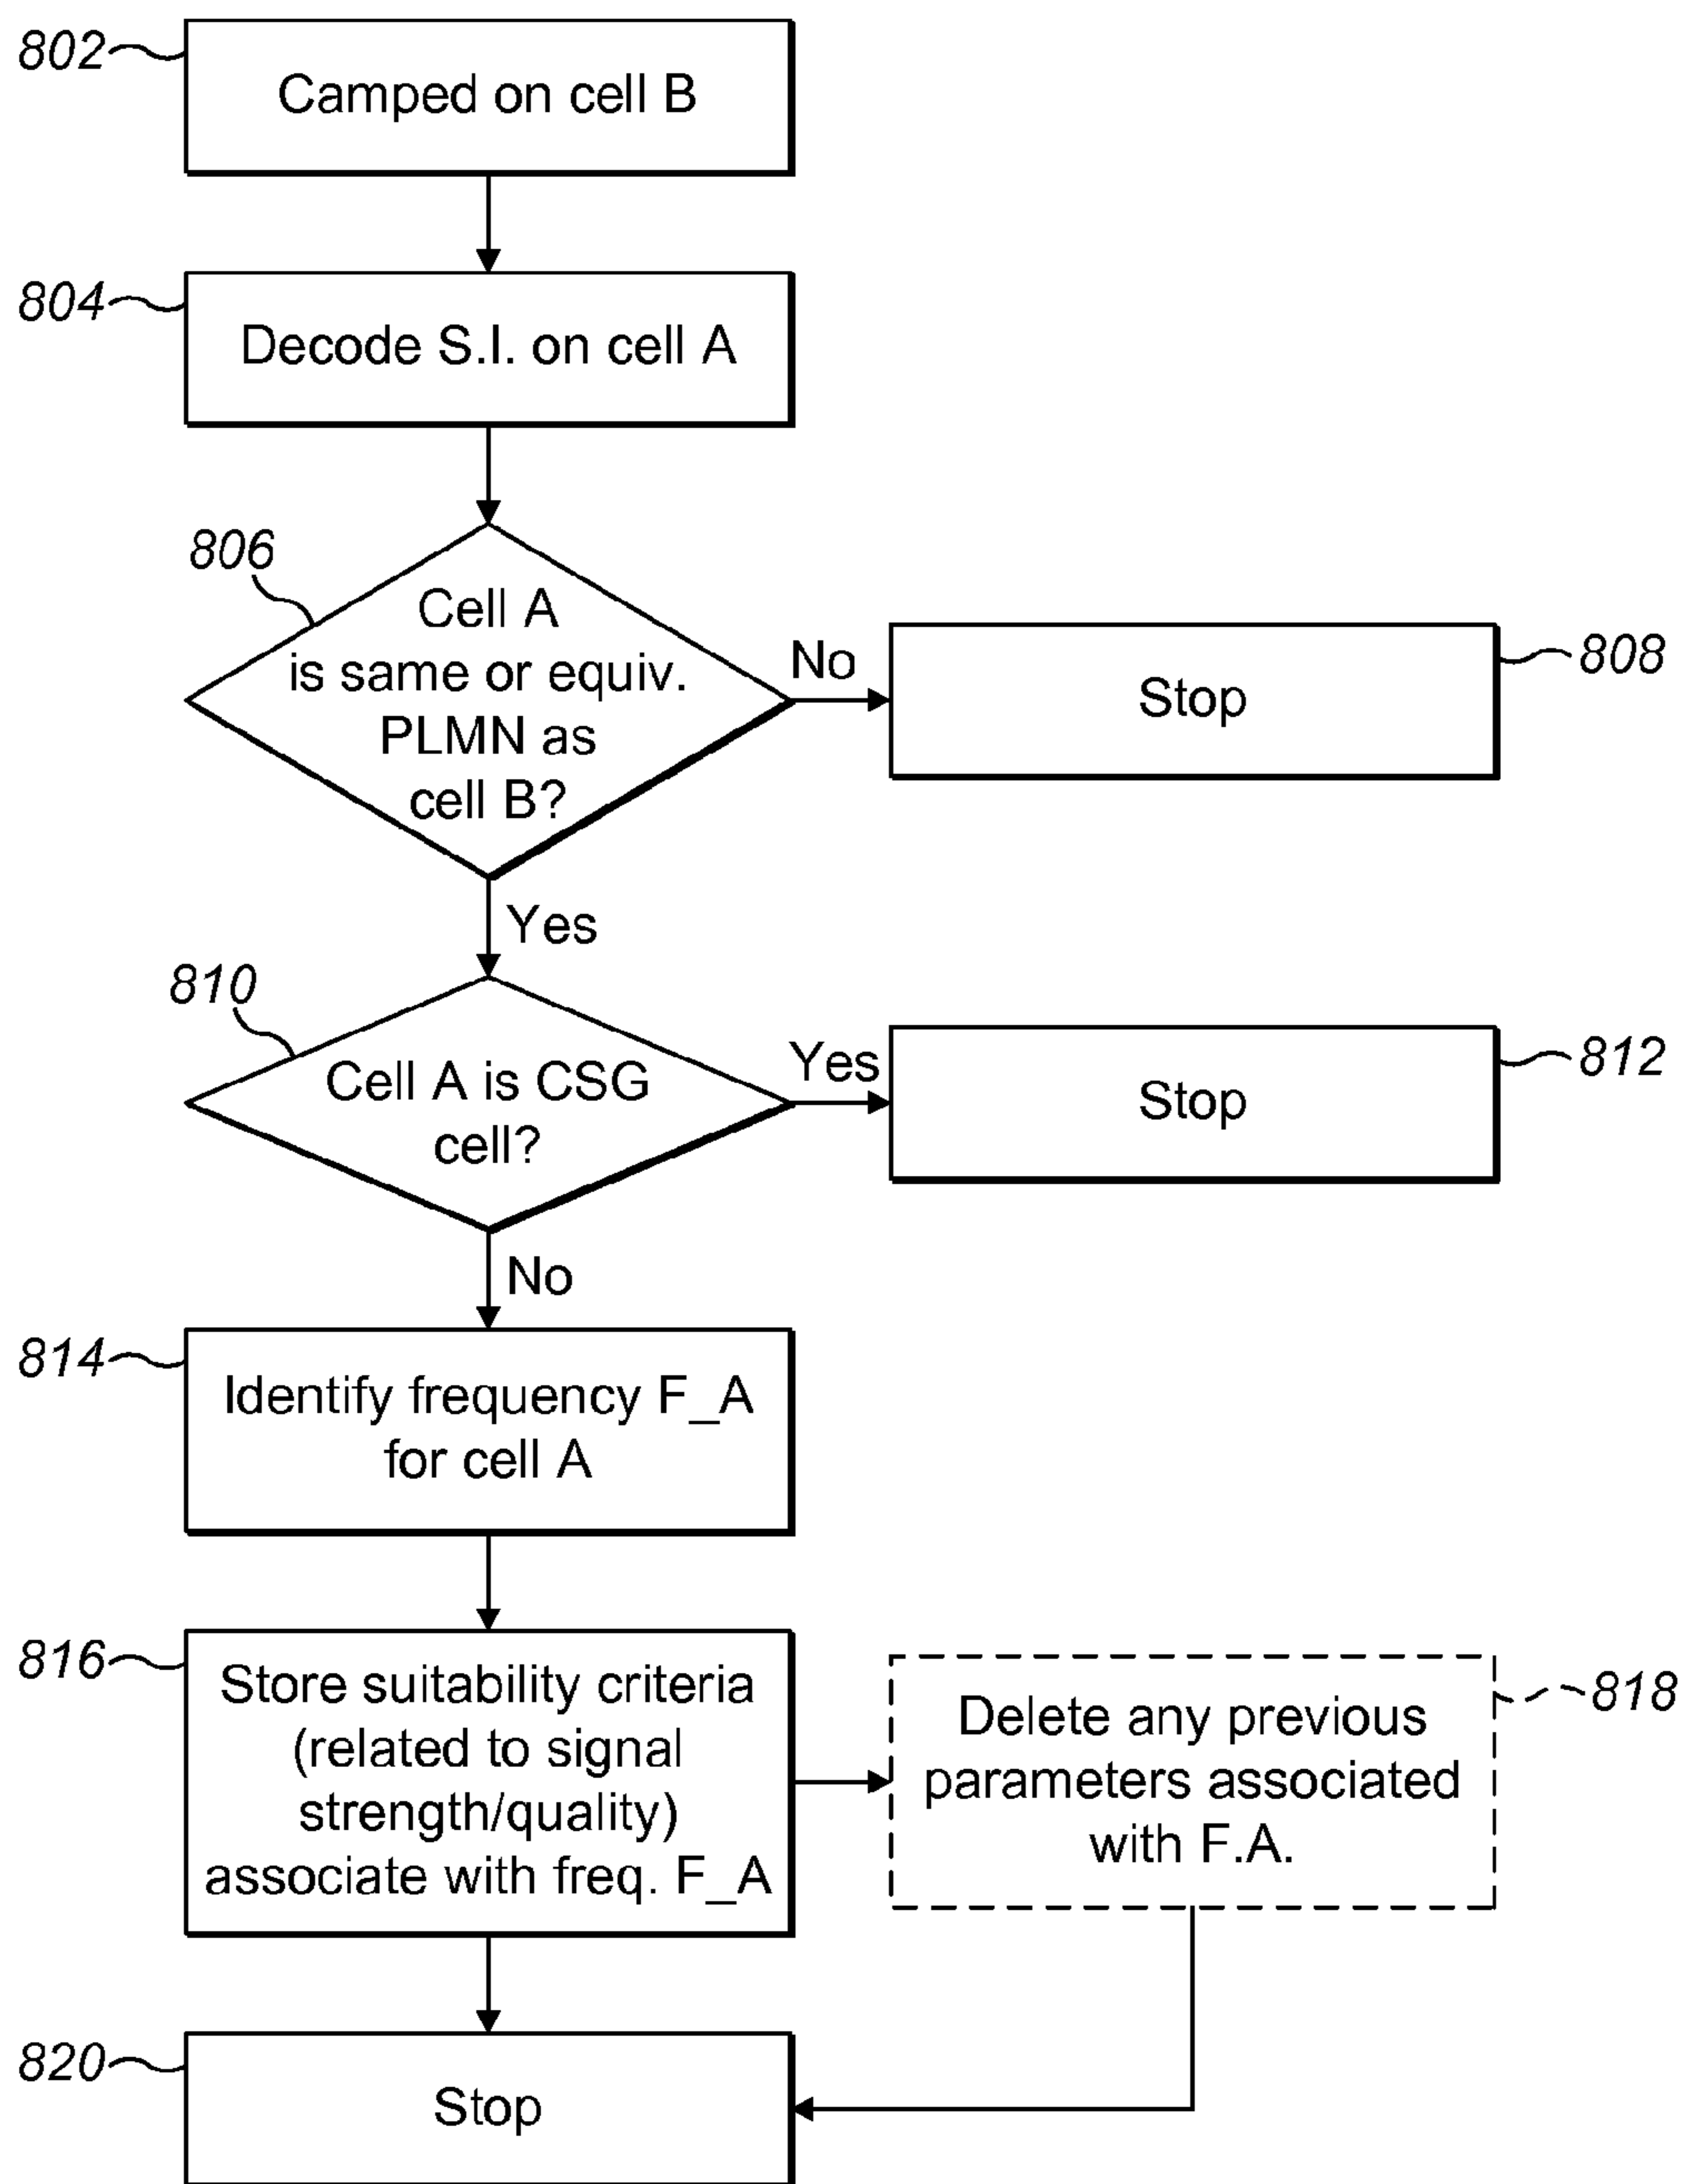 802
Camped on cell B
804
Decode S.I. on cell A
806
Cell A
is same or equiv.
PLMN as
cell B?
No
Stop
808
Yes
810
Cell A is CSG
cell?
Yes
Stop
812
No
814
Identify frequency F_A
for cell A
816
Store suitability criteria
(related to signal
strength/quality)
associate with freq. F_A
Delete any previous
parameters associated
with F.A.
818
820
Stop